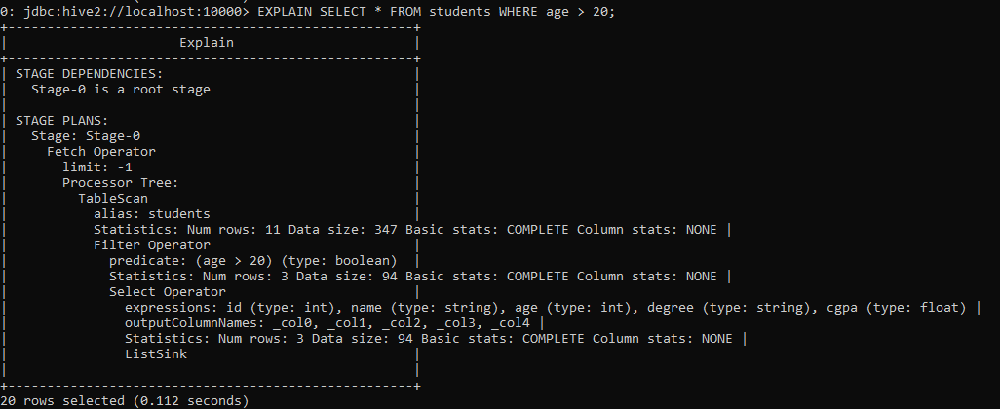 0: jdbc:hive2://localhost:10000> EXPLAIN SELECT * FROM students WHERE age > 20;
+----------------------------------------------------+
|                      Explain                       |
+----------------------------------------------------+
| STAGE DEPENDENCIES:                                |
|   Stage-0 is a root stage                          |
|                                                    |
| STAGE PLANS:                                       |
|   Stage: Stage-0                                   |
|     Fetch Operator                                 |
|       limit: -1                                    |
|       Processor Tree:                              |
|         TableScan                                  |
|           alias: students                          |
|           Statistics: Num rows: 11 Data size: 347 Basic stats: COMPLETE Column stats: NONE |
|           Filter Operator                          |
|             predicate: (age > 20) (type: boolean)  |
|             Statistics: Num rows: 3 Data size: 94 Basic stats: COMPLETE Column stats: NONE |
|             Select Operator                        |
|               expressions: id (type: int), name (type: string), age (type: int), degree (type: string), cgpa (type: float) |
|               outputColumnNames: _col0, _col1, _col2, _col3, _col4 |
|               Statistics: Num rows: 3 Data size: 94 Basic stats: COMPLETE Column stats: NONE |
|               ListSink                             |
|                                                    |
+----------------------------------------------------+
20 rows selected (0.112 seconds)